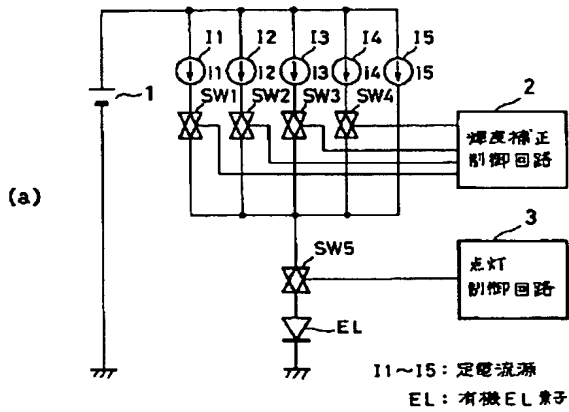 I1 I2 I3 I4 I5
i1 i2 i3 i4 i5
1
SW1 SW2 SW3 SW4
2
輝度補正
制御回路
(a)
3
SW5
点灯
制御回路
EL
I1~I5: 定電流源
EL: 有機EL素子